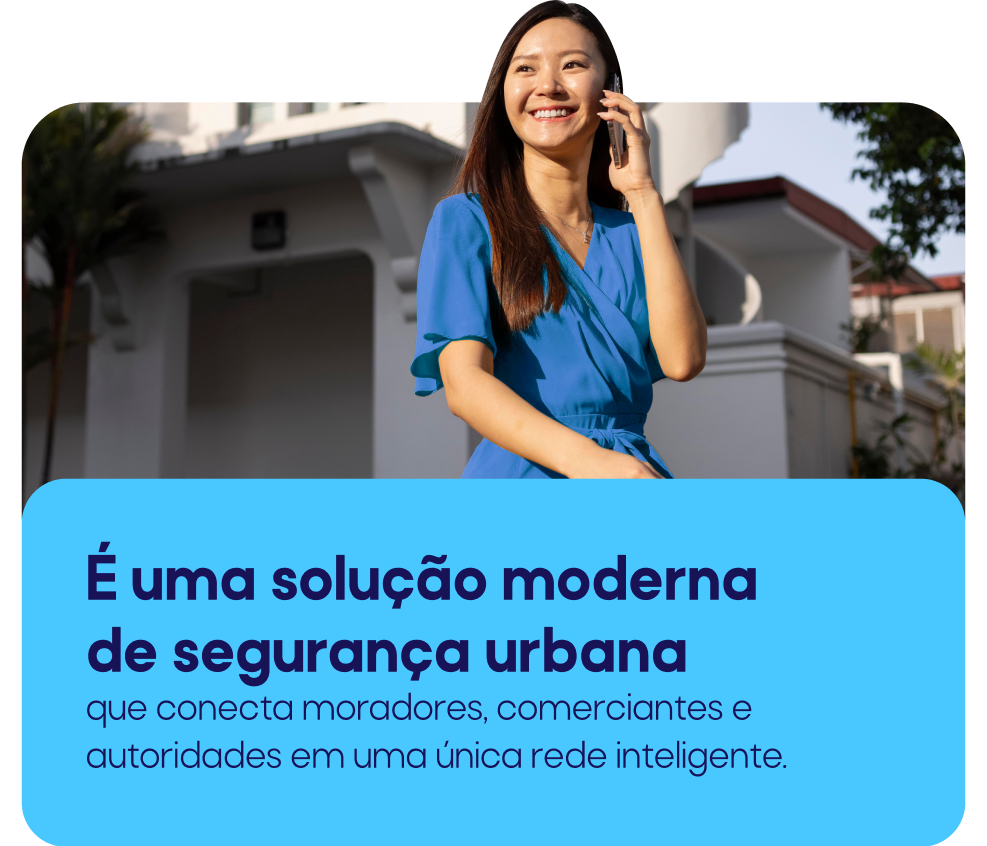 É uma solução moderna
de segurança urbana
que conecta moradores, comerciantes e
autoridades em uma única rede inteligente.